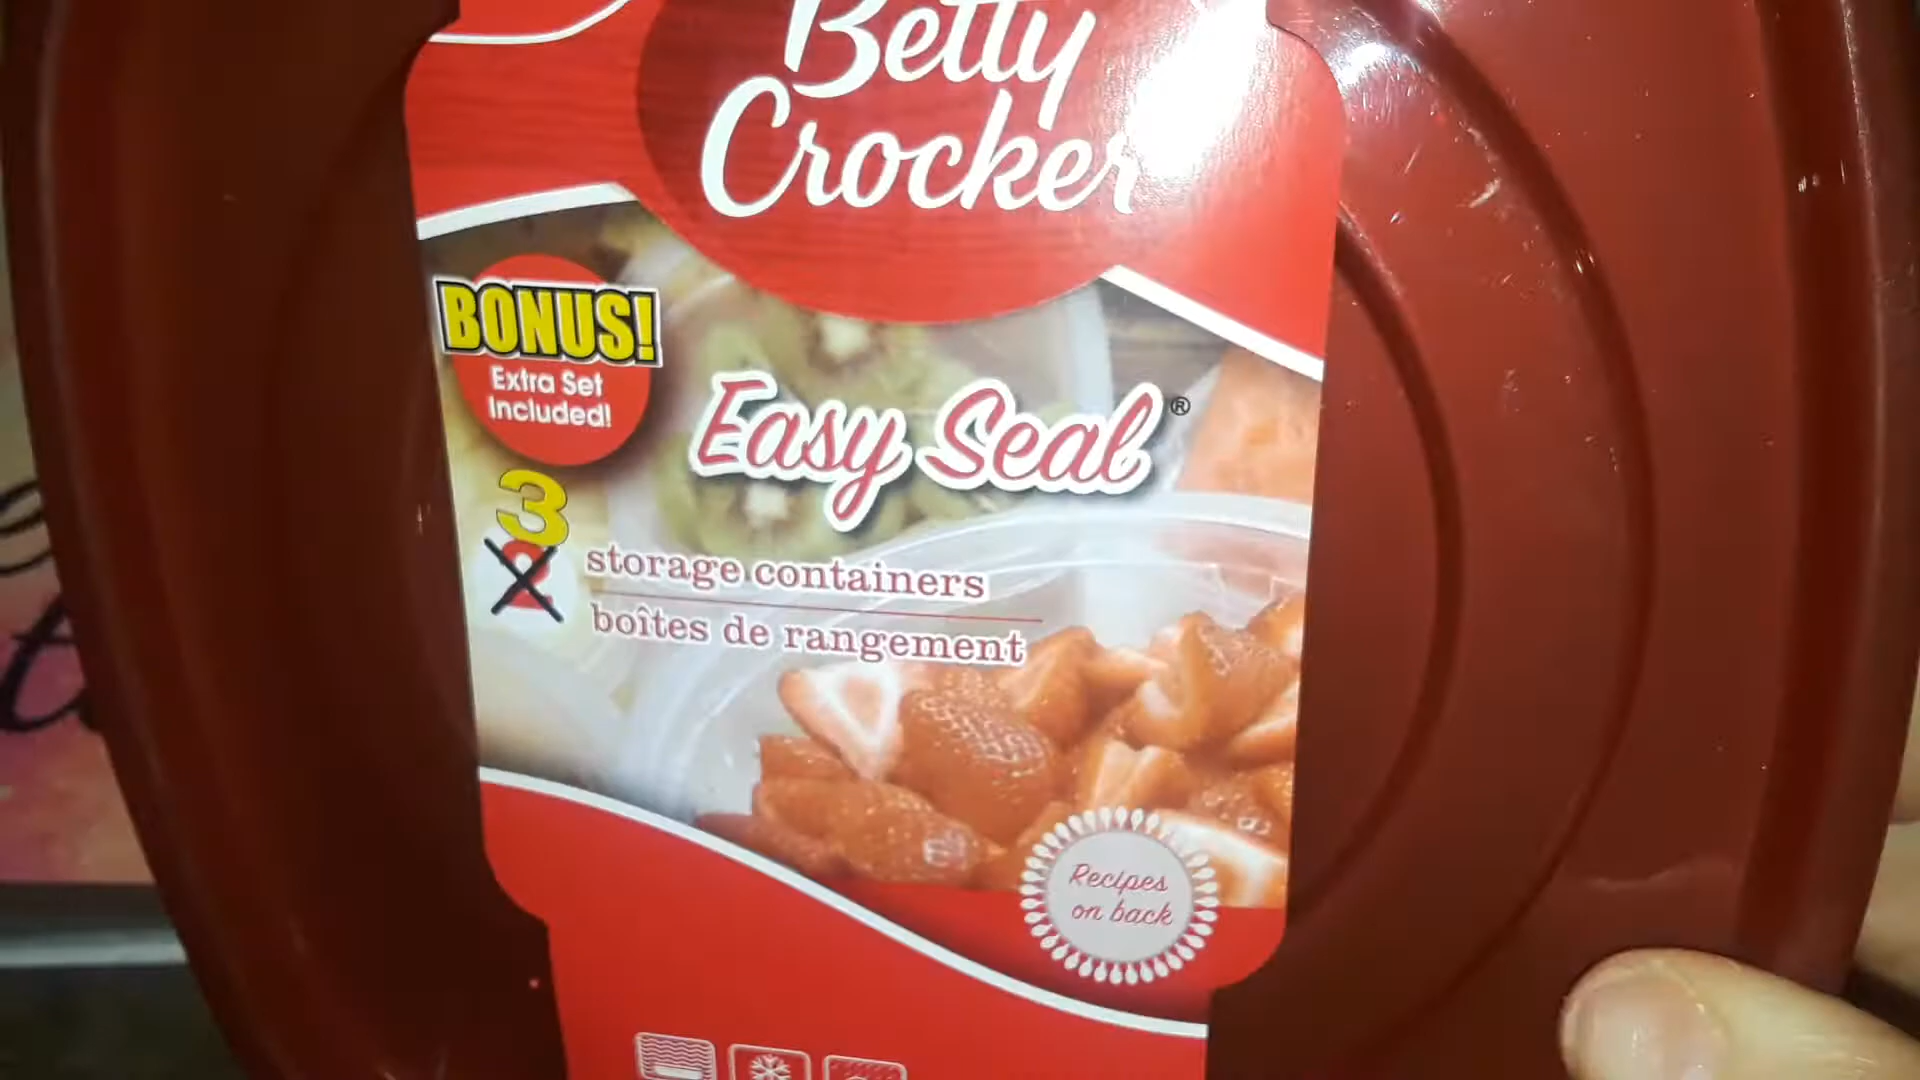 Betty
Crocker
BONUS!
Extra Set
Included!
Easy Seal®
3
2
storage containers
boîtes de rangement
Recipes
on back